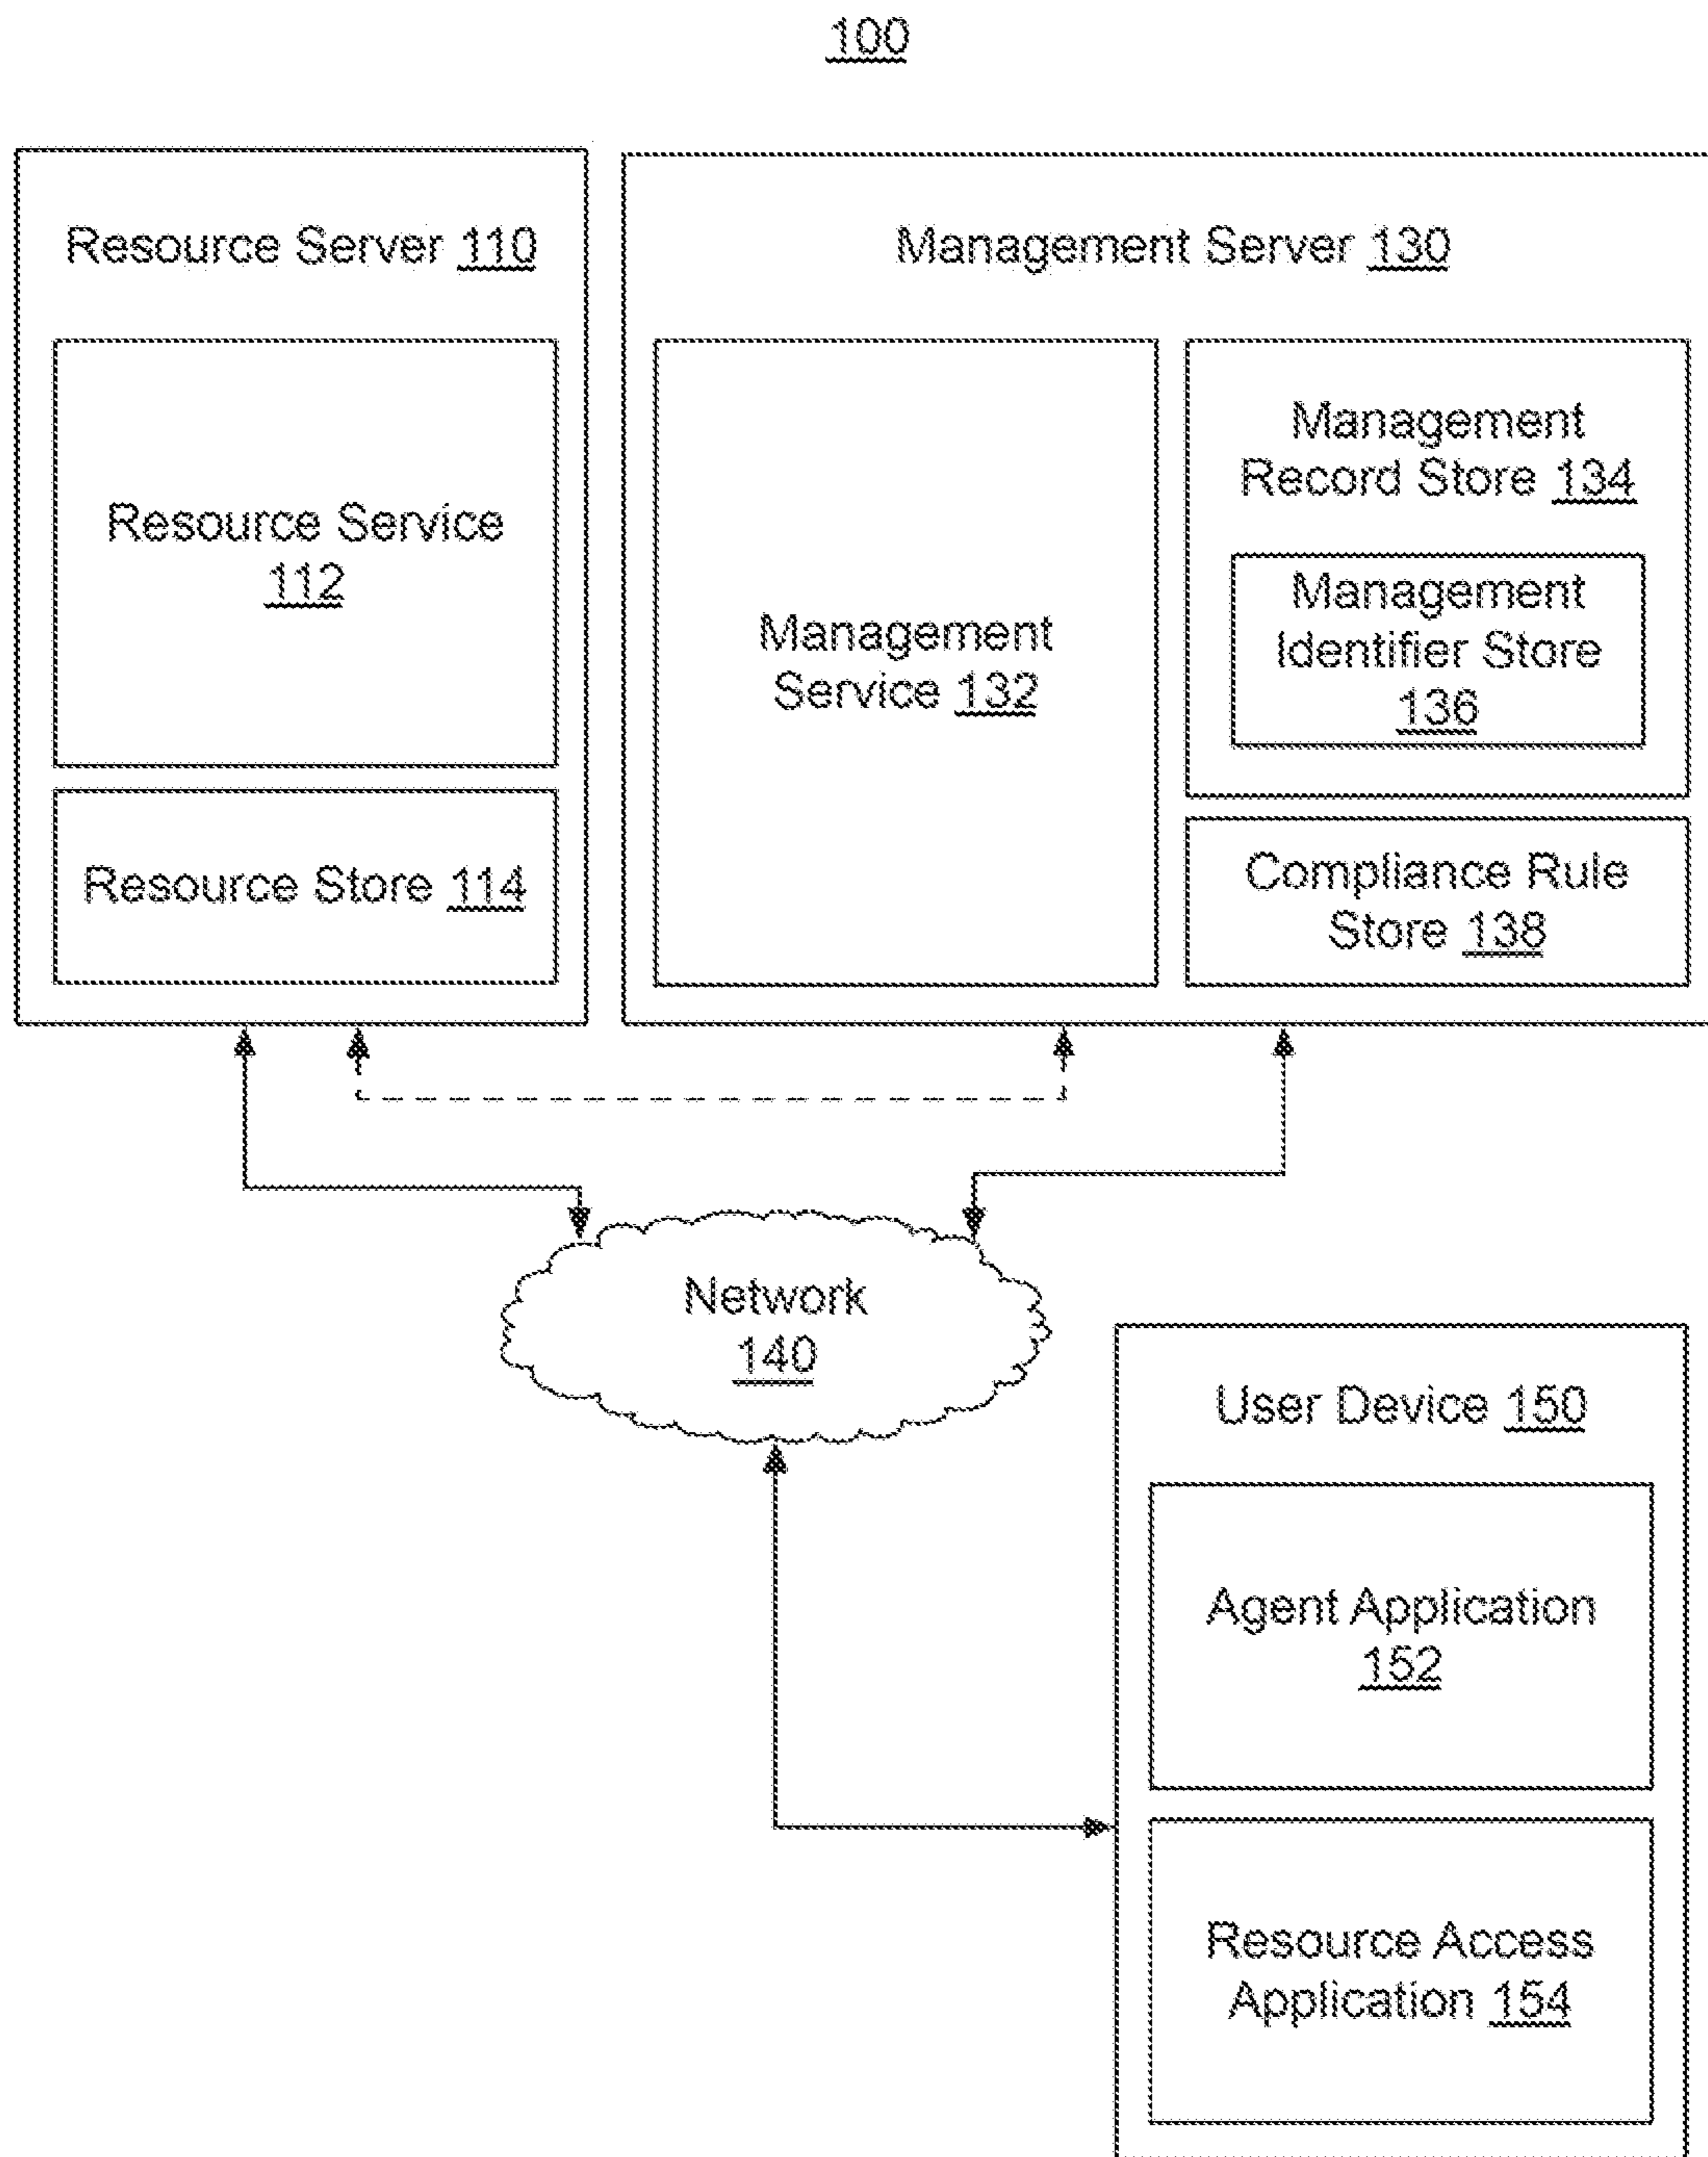 100
Resource Server 110
Resource Service
112
Resource Store 114
Management Server 130
Management
Service 132
Management
Record Store 134
Management
Identifier Store
136
Compliance Rule
Store 138
Network
140
User Device 150
Agent Application
152
Resource Access
Application 154